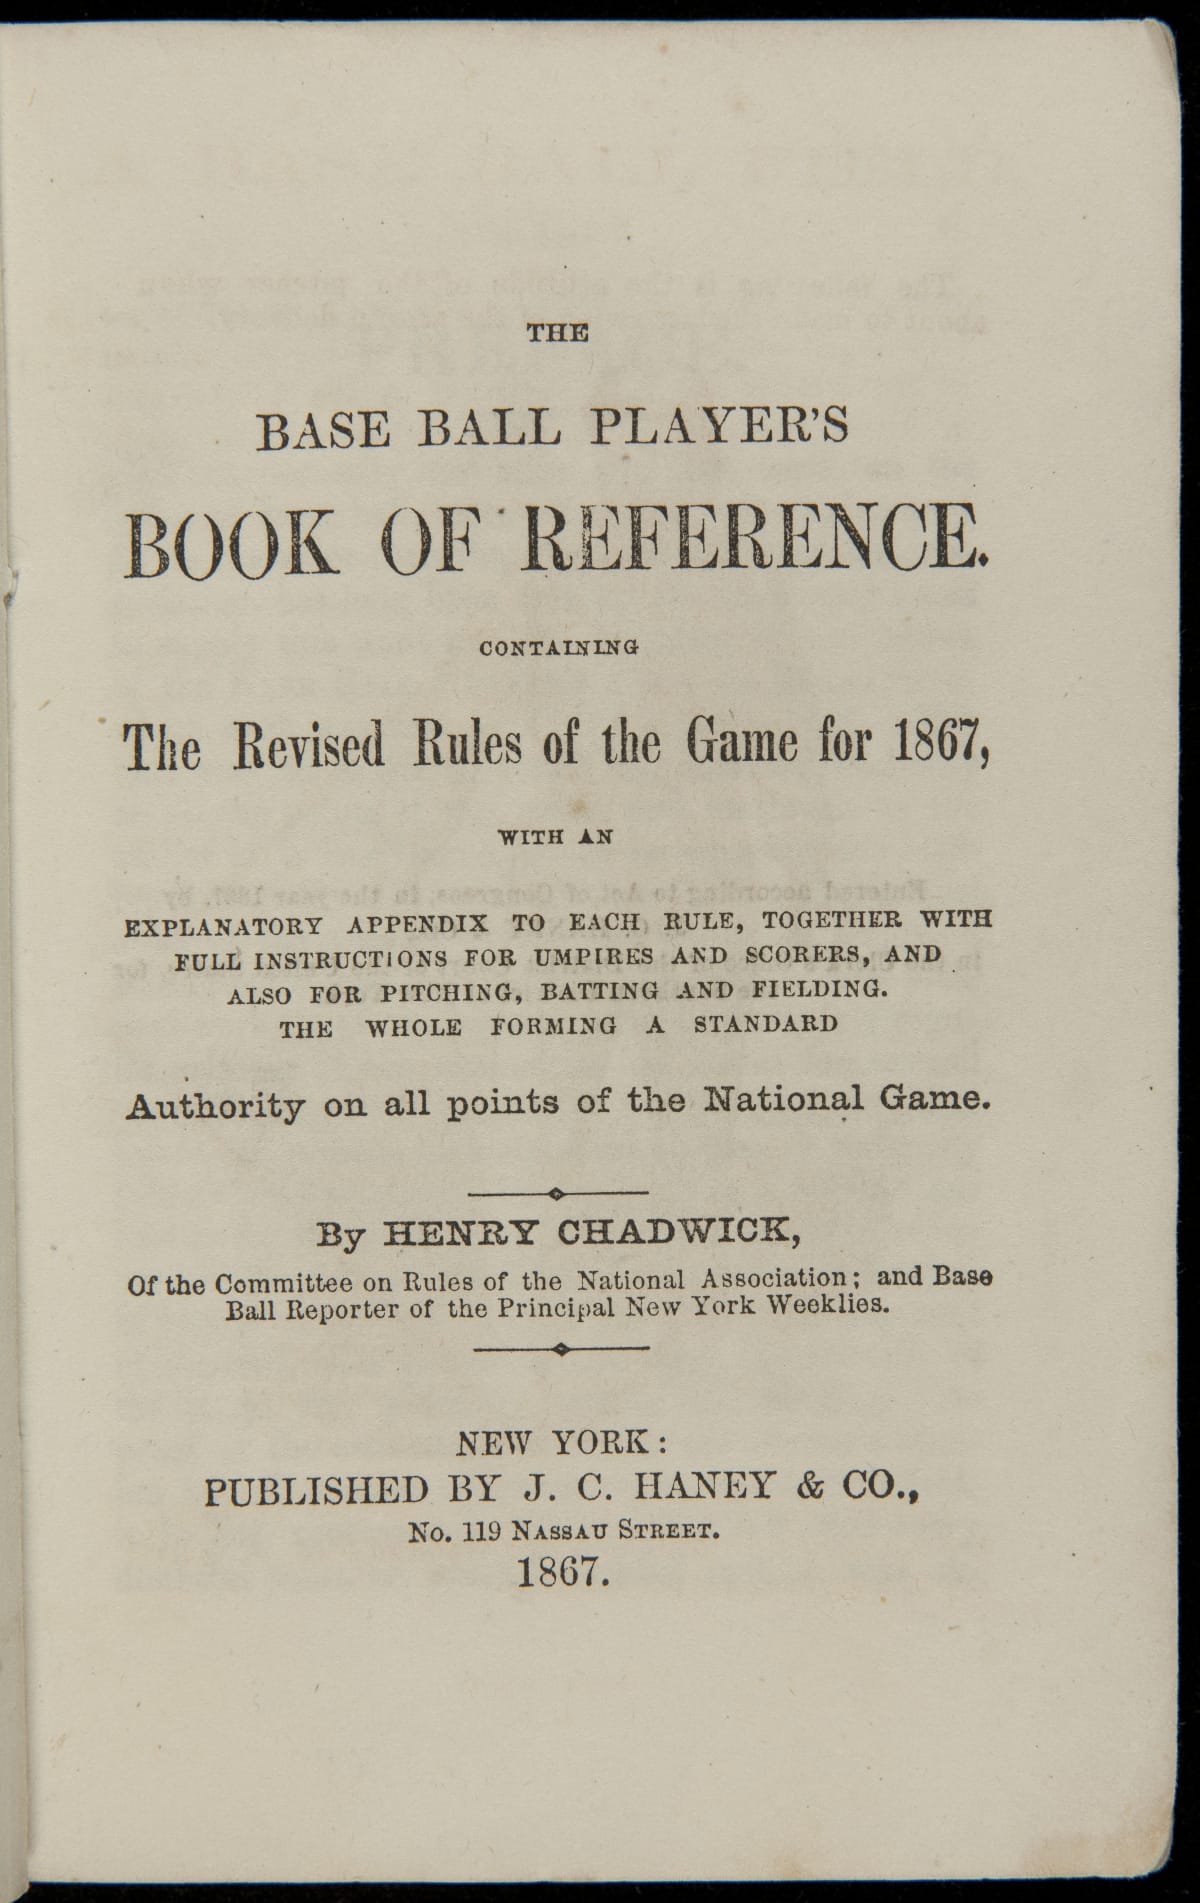 THE
BASE BALL PLAYER'S
BOOK OF REFERENCE.
CONTAINING
The Revised Rules of the Game for 1867,
WITH AN
EXPLANATORY APPENDIX TO EACH RULE, TOGETHER WITH
FULL INSTRUCTIONS FOR UMPIRES AND SCORERS, AND
ALSO FOR PITCHING, BATTING AND FIELDING.
THE WHOLE FORMING A STANDARD
Authority on all points of the National Game.
By HENRY CHADWICK,
Of the Committee on Rules of the National Association; and Base
Ball Reporter of the Principal New York Weeklies.
NEW YORK:
PUBLISHED BY J. C. HANEY & CO.,
No. 119 Nassau Street.
1867.